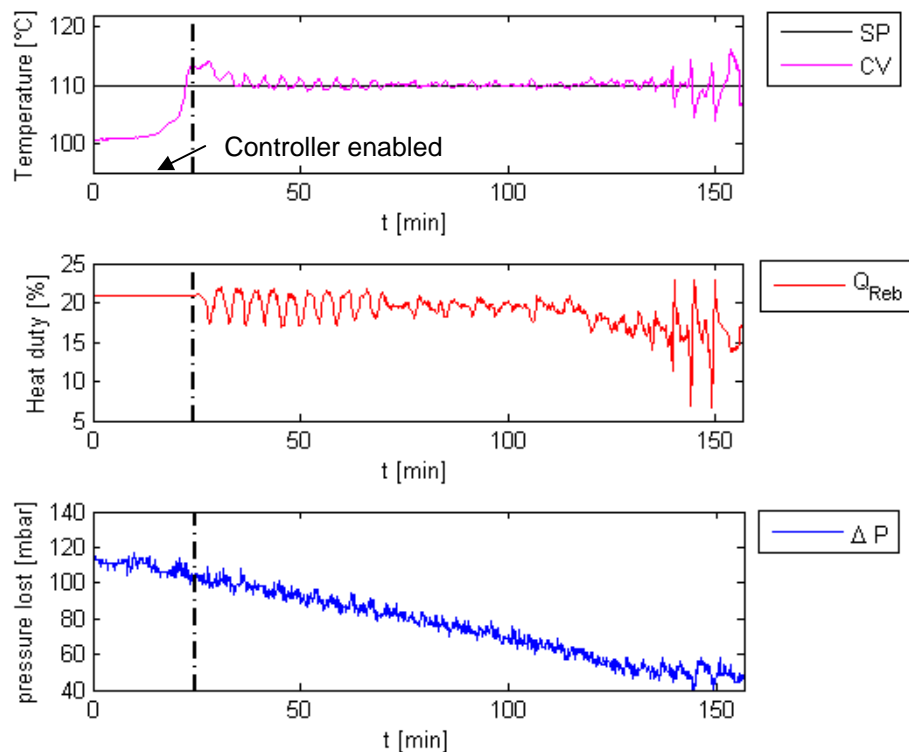 Temperature [°C]
120
110
100
0
50
100
150
t [min]
Controller enabled
SP
CV
Heat duty [%]
25
20
15
10
5
0
50
100
150
t [min]
Q_Reb
pressure lost [mbar]
140
120
100
80
60
40
0
50
100
150
t [min]
Δ P